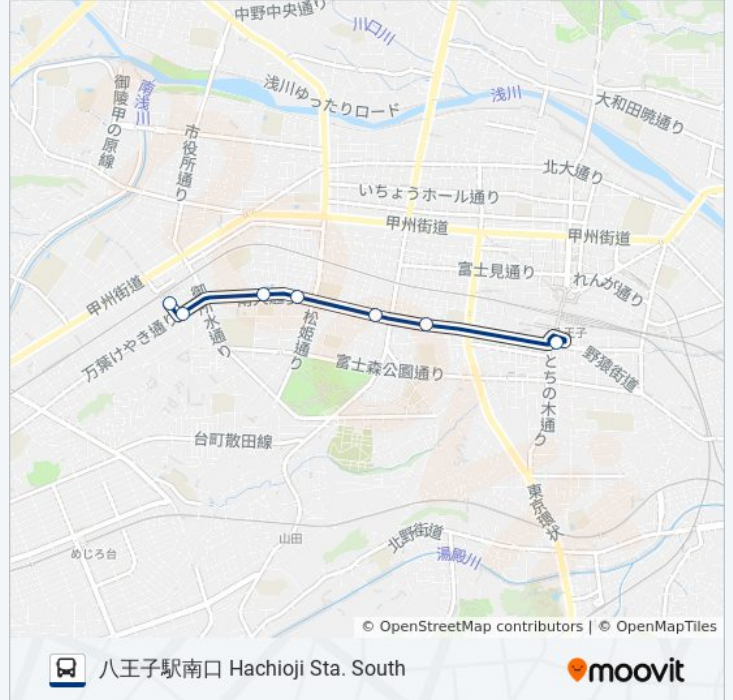 中野中央通り
川口川
浅川ゆったりロード
浅川
大和田暁通り
御陵甲の原線
南浅川
市役所通り
北大通り
いちょうホール通り
甲州街道
甲州街道
富士見通り
れんが通り
甲州街道
万葉けやき通り
松姫通り
富士森公園通り
野猿街道
とちの木通り
台町散田線
東京環状
山田
北野街道
湯殿川
めじろ台
© OpenStreetMap contributors | © OpenMapTiles
八王子駅南口 Hachioji Sta. South
moovit